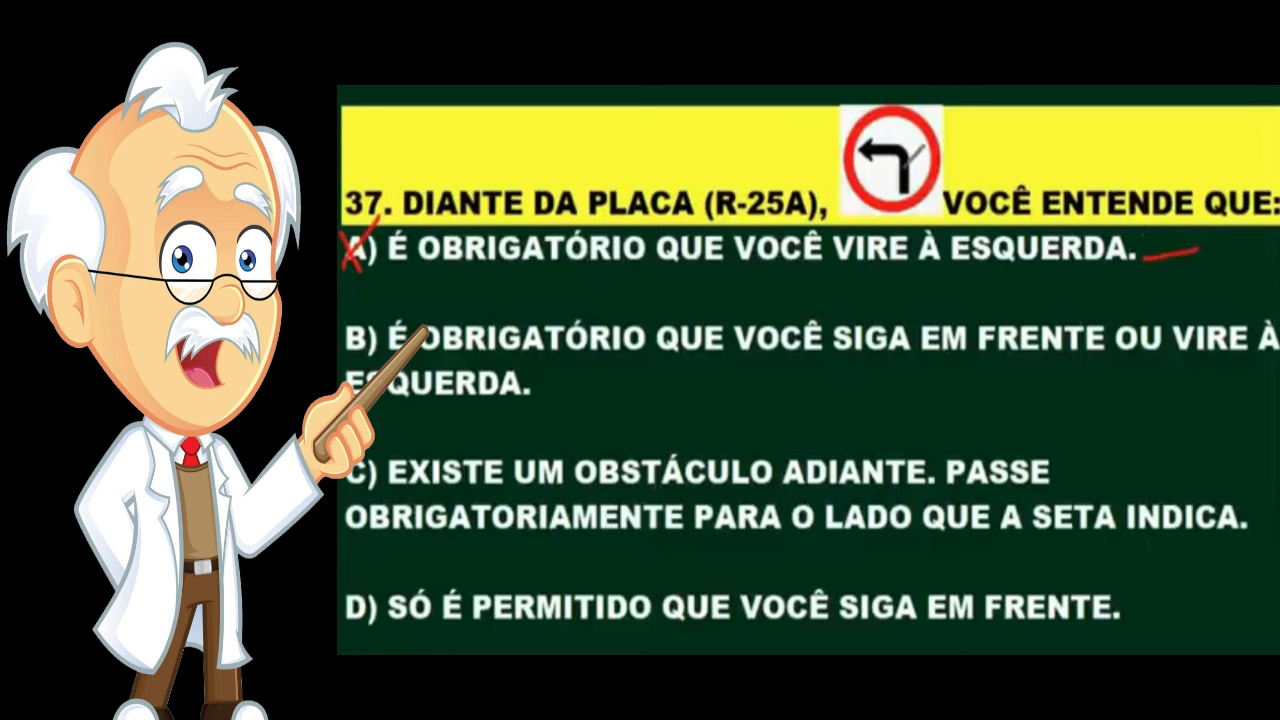 37. DIANTE DA PLACA (R-25A), VOCÊ ENTENDE QUE:
A) É OBRIGATÓRIO QUE VOCÊ VIRE À ESQUERDA.
B) É OBRIGATÓRIO QUE VOCÊ SIGA EM FRENTE OU VIRE À
ESQUERDA.
C) EXISTE UM OBSTÁCULO ADIANTE. PASSE
OBRIGATORIAMENTE PARA O LADO QUE A SETA INDICA.
D) SÓ É PERMITIDO QUE VOCÊ SIGA EM FRENTE.